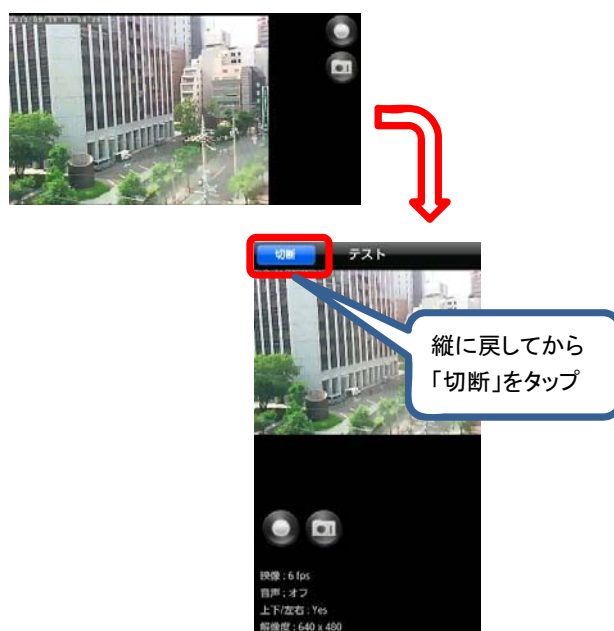 切断
テスト
縦に戻してから
「切断」をタップ
映像 : 6 fps
音声 : オフ
上下/左右 : Yes
解像度 : 640 x 480